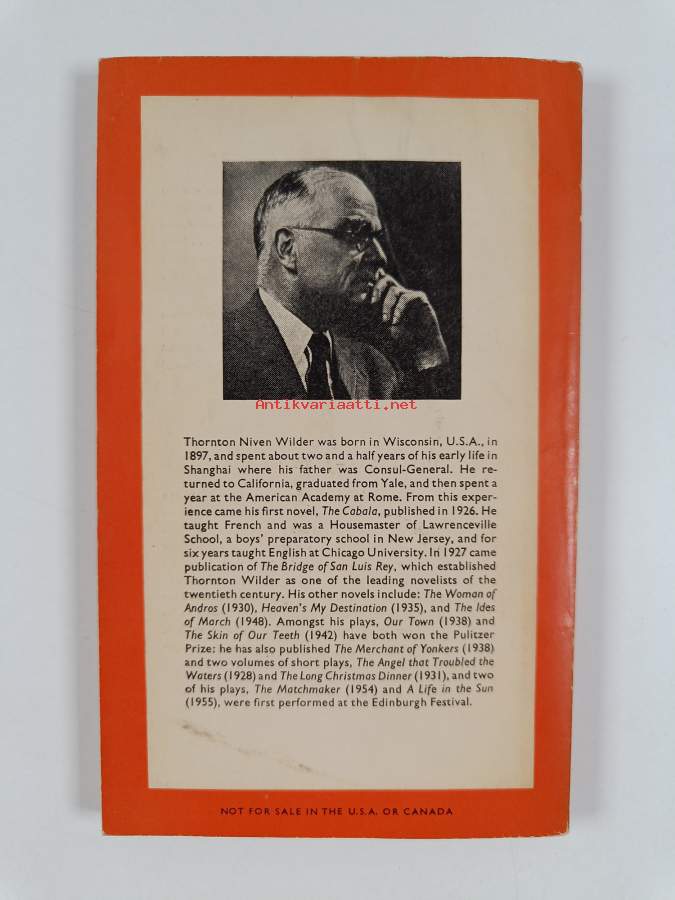 Antikvariaatti.net
Thornton Niven Wilder was born in Wisconsin, U.S.A., in
1897, and spent about two and a half years of his early life in
Shanghai where his father was Consul-General. He re-
turned to California, graduated from Yale, and then spent a
year at the American Academy at Rome. From this exper-
ience came his first novel, The Cabala, published in 1926. He
taught French and was a Housemaster of Lawrenceville
School, a boys' preparatory school in New Jersey, and for
six years taught English at Chicago University. In 1927 came
publication of The Bridge of San Luis Rey, which established
Thornton Wilder as one of the leading novelists of the
twentieth century. His other novels include: The Woman of
Andros (1930), Heaven's My Destination (1935), and The Ides
of March (1948). Amongst his plays, Our Town (1938) and
The Skin of Our Teeth (1942) have both won the Pulitzer
Prize: he has also published The Merchant of Yonkers (1938)
and two volumes of short plays, The Angel that Troubled the
Waters (1928) and The Long Christmas Dinner (1931), and two
of his plays, The Matchmaker (1954) and A Life in the Sun
(1955), were first performed at the Edinburgh Festival.
NOT FOR SALE IN THE U.S.A. OR CANADA